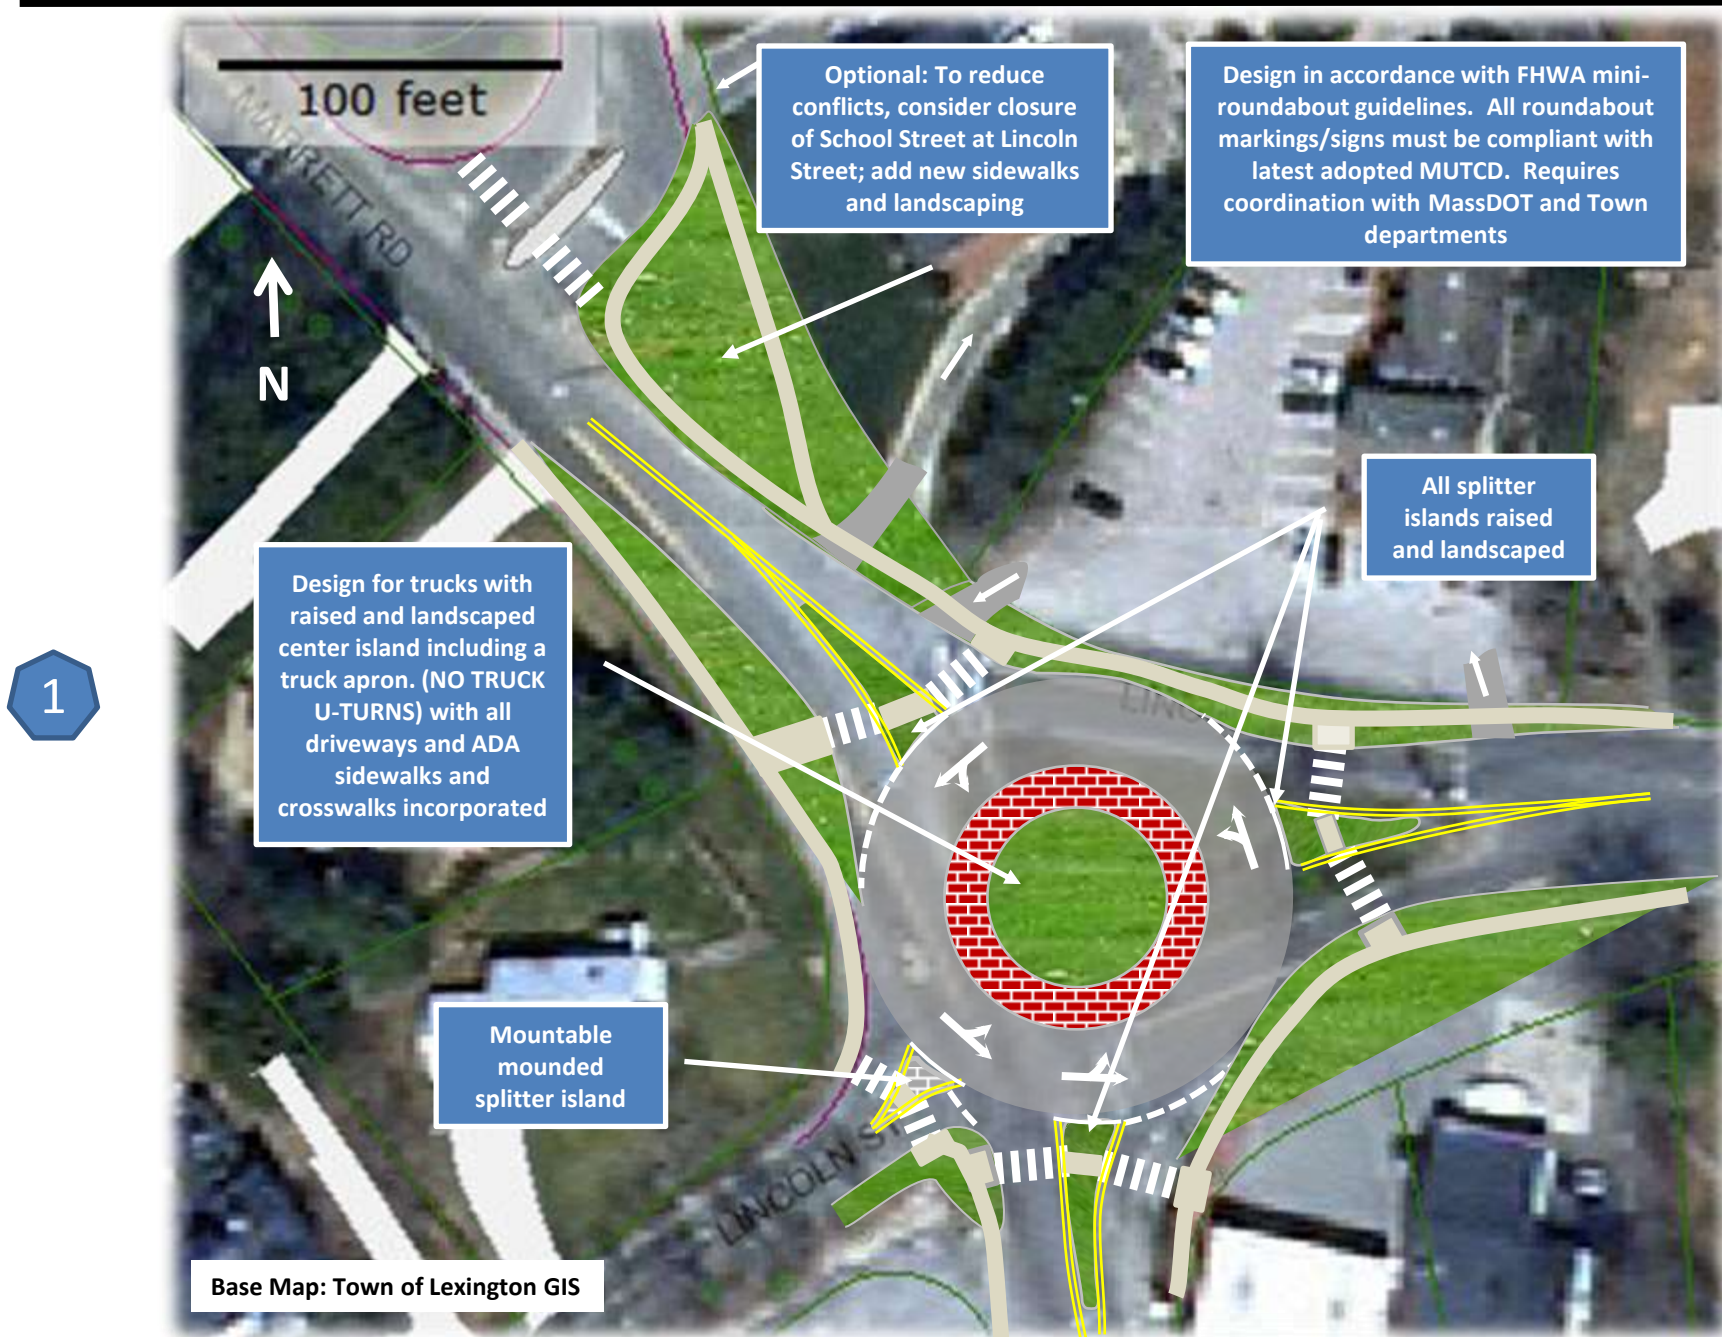 100 feet
MARRETT RD
N
Optional: To reduce
conflicts, consider closure
of School Street at Lincoln
Street; add new sidewalks
and landscaping
Design in accordance with FHWA mini-
roundabout guidelines. All roundabout
markings/signs must be compliant with
latest adopted MUTCD. Requires
coordination with MassDOT and Town
departments
All splitter
islands raised
and landscaped
Design for trucks with
raised and landscaped
center island including a
truck apron. (NO TRUCK
U-TURNS) with all
driveways and ADA
sidewalks and
crosswalks incorporated
1
Mountable
mounded
splitter island
LINCOLN ST
Base Map: Town of Lexington GIS